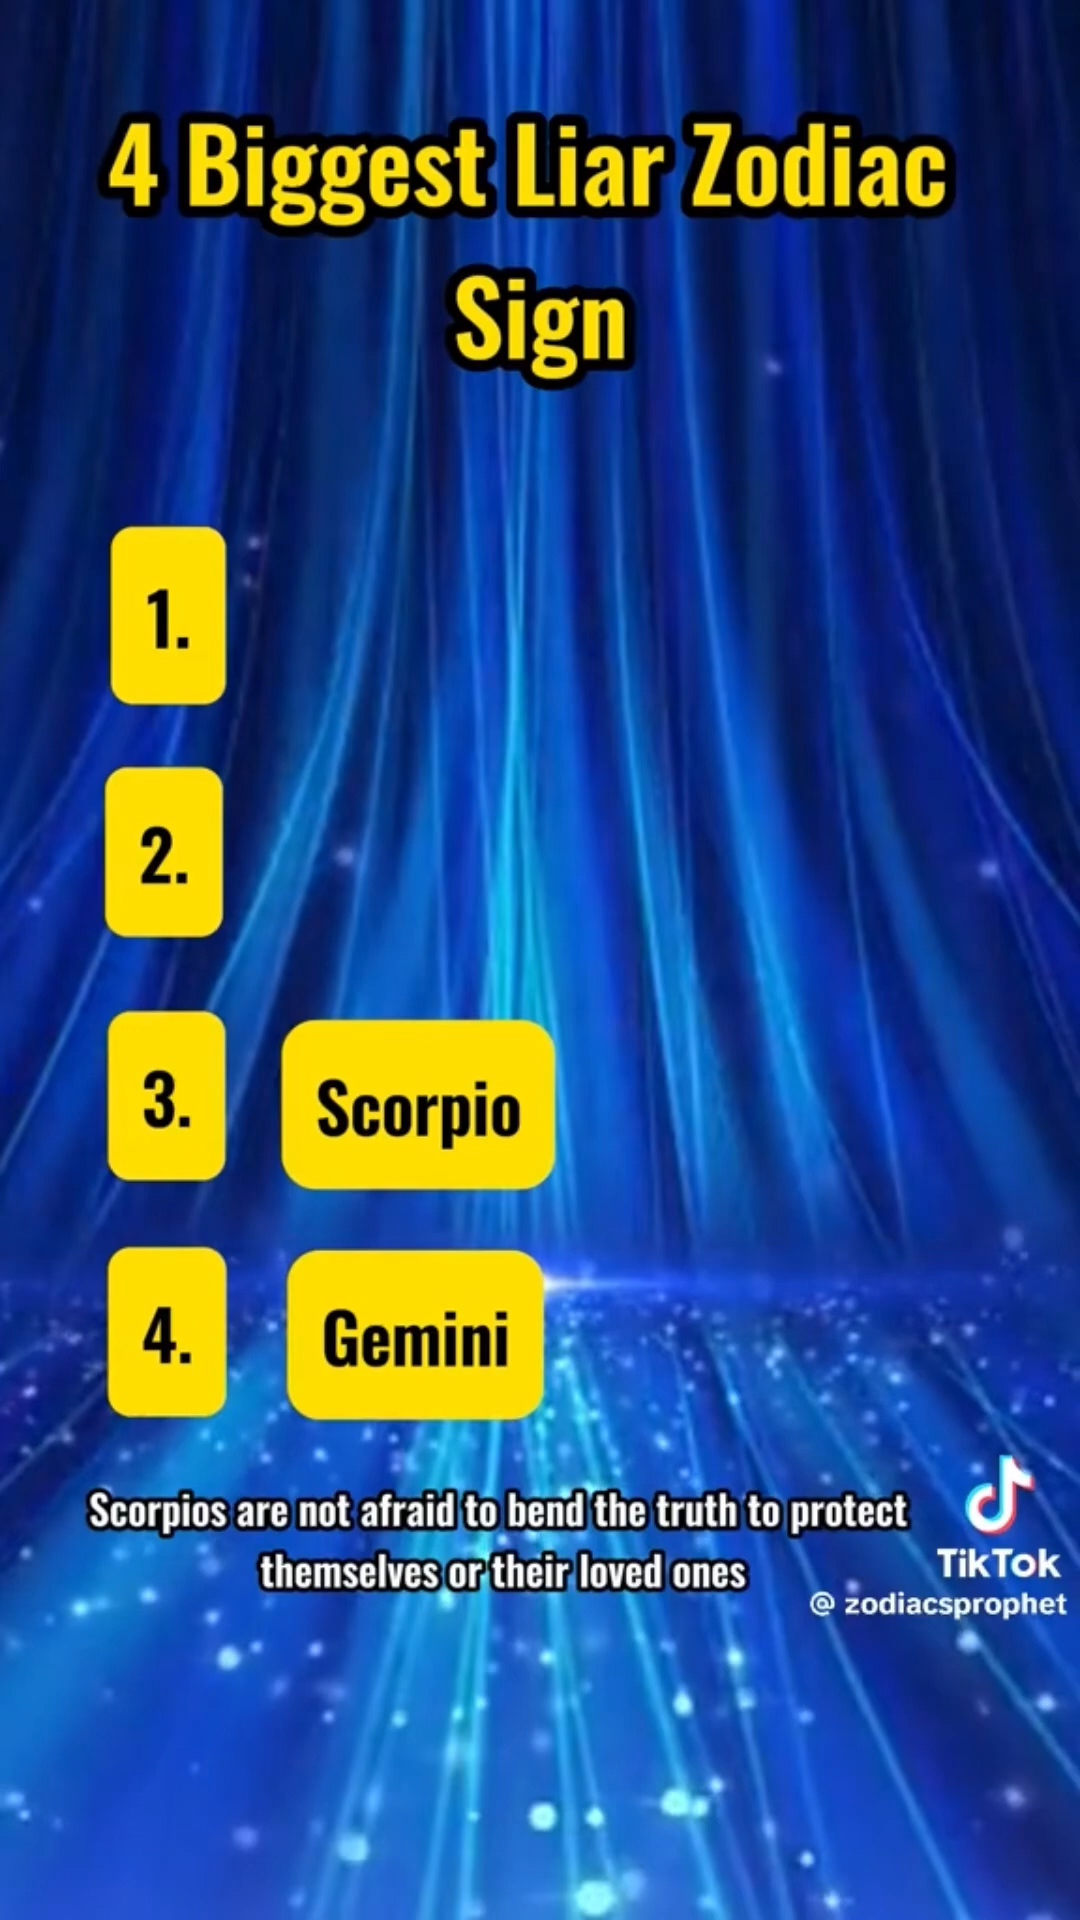 4 Biggest Liar Zodiac
Sign
1.
2.
3. Scorpio
4. Gemini
Scorpios are not afraid to bend the truth to protect
themselves or their loved ones
TikTok
@ zodiacsprophet